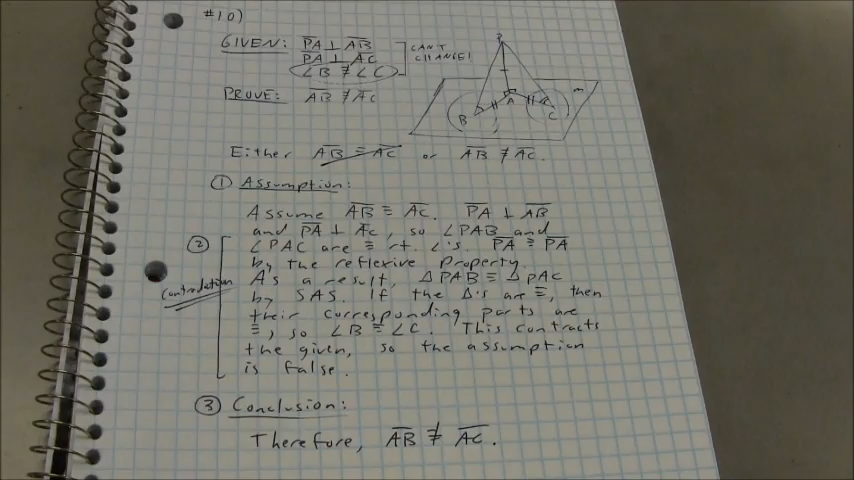 #10)
GIVEN: PA ⊥ AB
PA ⊥ AC
∠B ≇ ∠C
CAN'T CHANGE!
PROVE: AB ≇ AC
P
A
B
C
m
Either AB ≅ AC or AB ≇ AC.
① Assumption:
Assume AB ≅ AC. PA ⊥ AB
and PA ⊥ AC, so ∠PAB and
② ∠PAC are ≅ rt. ∠'s. PA ≅ PA
by the reflexive property.
As a result, △PAB ≅ △PAC
by SAS. If the △'s are ≅, then
their corresponding parts are
≅, so ∠B ≅ ∠C. This contracts
the given, so the assumption
is false.
③ Conclusion:
Therefore, AB ≇ AC.